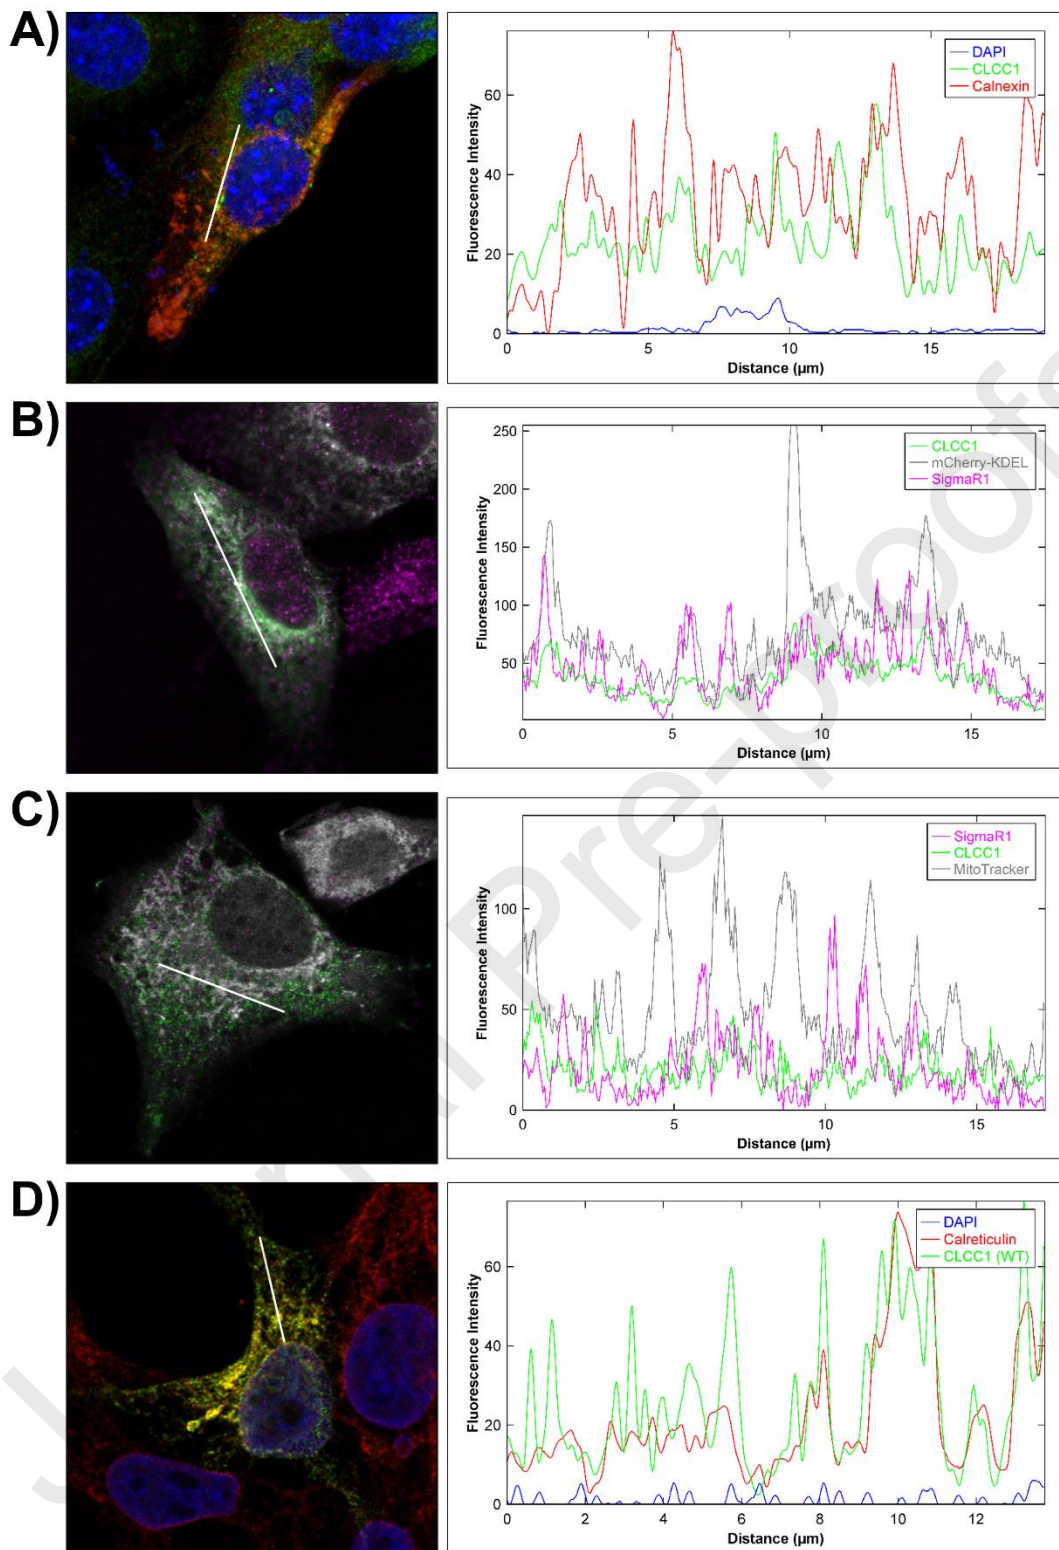 A)
DAPI
CLCC1
Calnexin
Fluorescence Intensity
60
40
20
0
0 5 10 15
Distance (µm)
B)
CLCC1
mCherry-KDEL
SigmaR1
Fluorescence Intensity
250
200
150
100
50
0 5 10 15
Distance (µm)
C)
SigmaR1
CLCC1
MitoTracker
Fluorescence Intensity
100
50
0
0 5 10 15
Distance (µm)
D)
DAPI
Calreticulin
CLCC1 (WT)
Fluorescence Intensity
60
40
20
0
0 2 4 6 8 10 12
Distance (µm)
Journal Pre-proofs